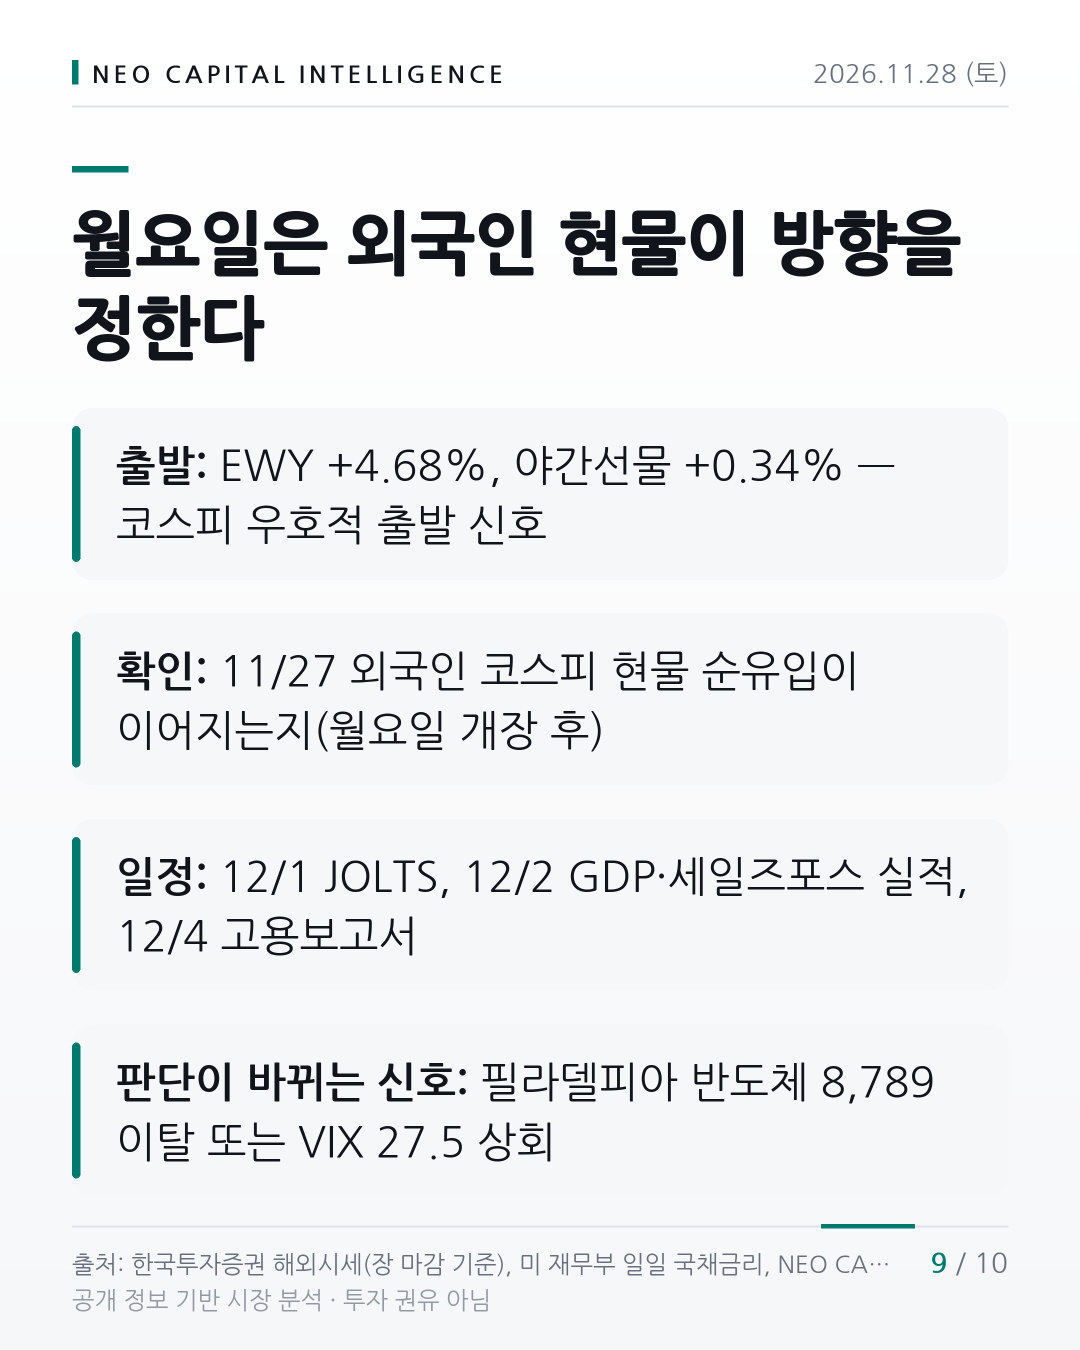 NEO CAPITAL INTELLIGENCE
2026.11.28 (토)
월요일은 외국인 현물이 방향을
정한다
출발: EWY +4.68%, 야간선물 +0.34% —
코스피 우호적 출발 신호
확인: 11/27 외국인 코스피 현물 순유입이
이어지는지(월요일 개장 후)
일정: 12/1 JOLTS, 12/2 GDP·세일즈포스 실적,
12/4 고용보고서
판단이 바뀌는 신호: 필라델피아 반도체 8,789
이탈 또는 VIX 27.5 상회
출처: 한국투자증권 해외시세(장 마감 기준), 미 재무부 일일 국채금리, NEO CA…
9 / 10
공개 정보 기반 시장 분석 · 투자 권유 아님